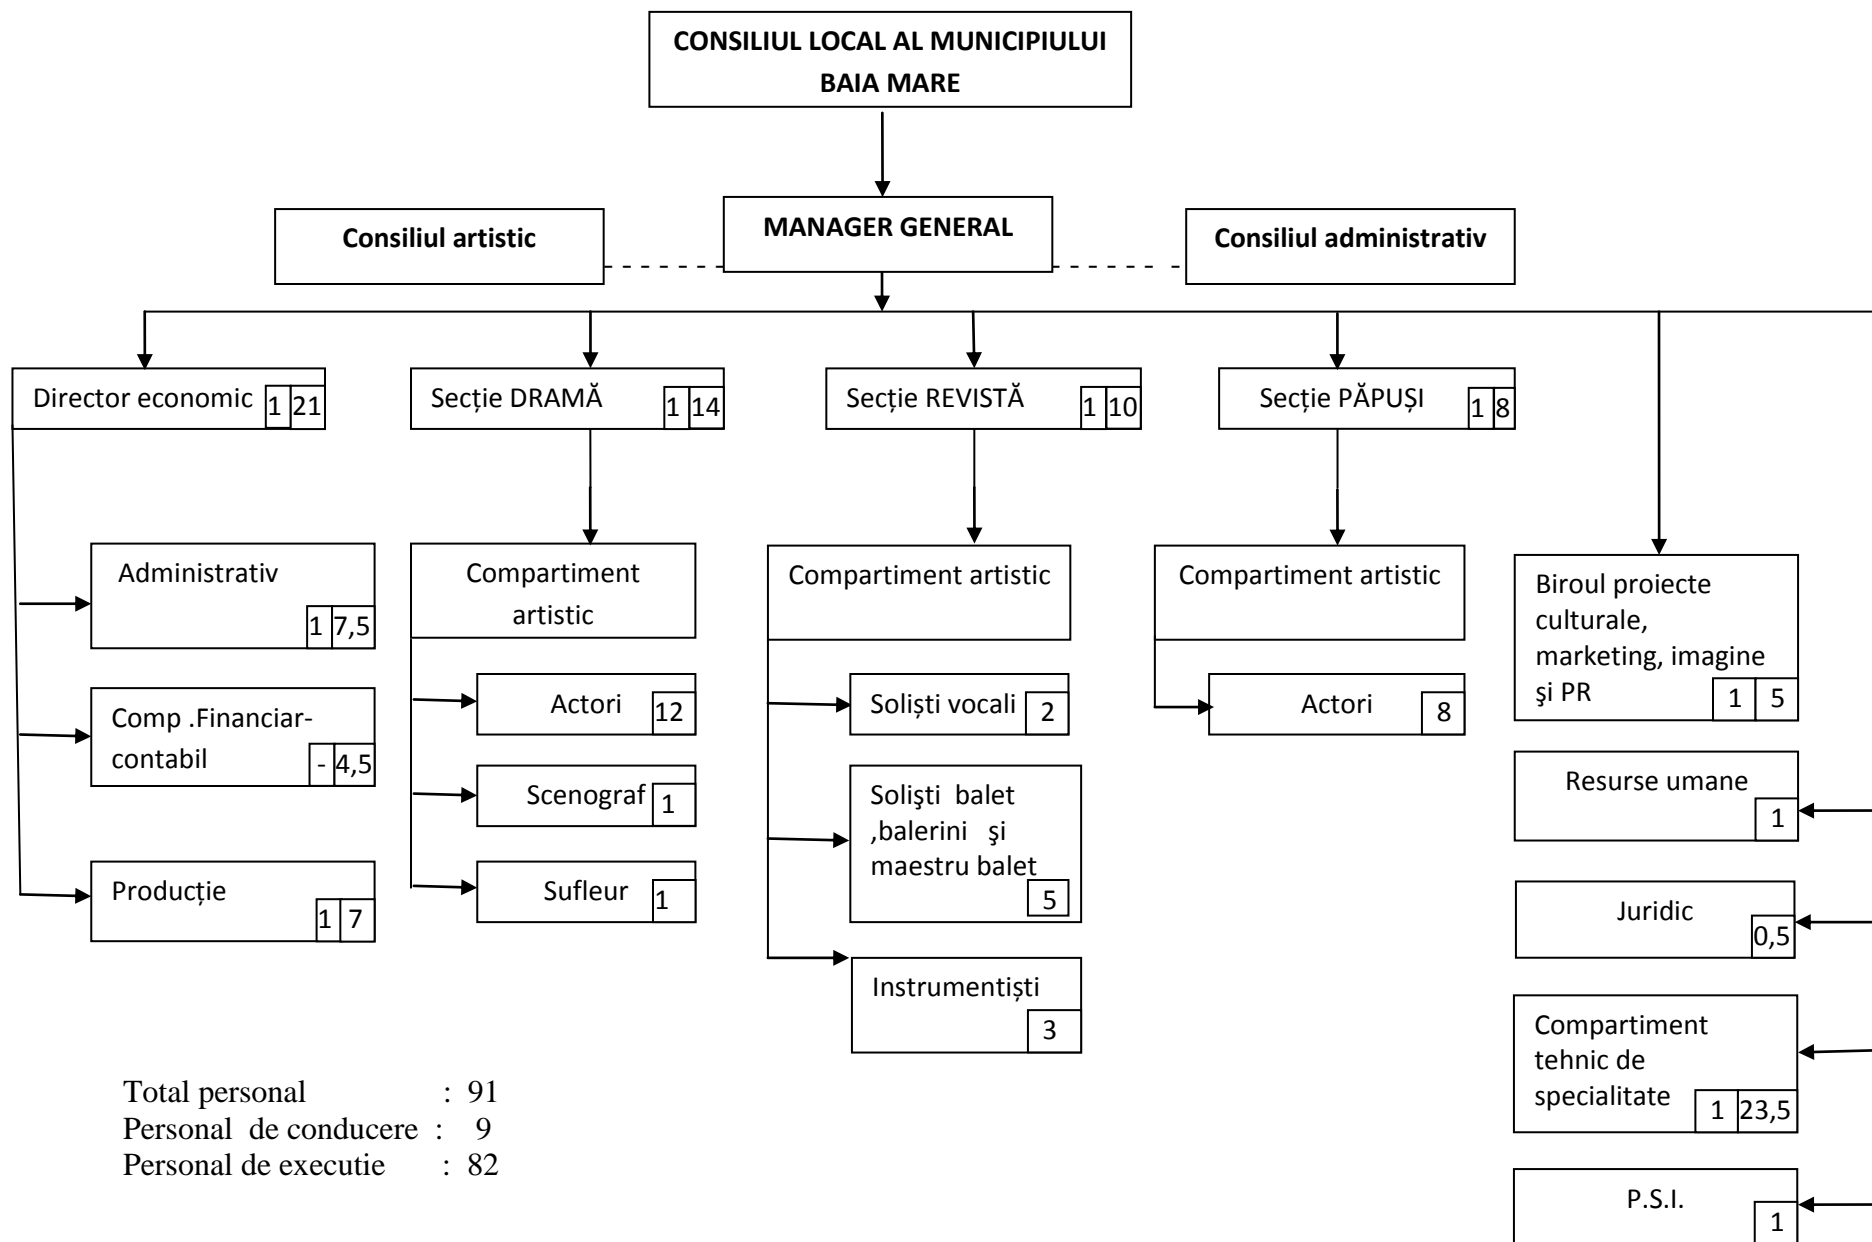 CONSILIUL LOCAL AL MUNICIPIULUI
BAIA MARE
Consiliul artistic
MANAGER GENERAL
Consiliul administrativ
Director economic 1 21
Secție DRAMĂ 1 14
Secție REVISTĂ 1 10
Secție PĂPUȘI 1 8
Administrativ
1 7,5
Comp .Financiar-
contabil - 4,5
Producție
1 7
Compartiment
artistic
Actori 12
Scenograf 1
Sufleur 1
Compartiment artistic
Soliști vocali 2
Solişti balet
,balerini şi
maestru balet
5
Instrumentiști
3
Compartiment artistic
Actori 8
Biroul proiecte
culturale,
marketing, imagine
şi PR 1 5
Resurse umane
1
Juridic
0,5
Compartiment
tehnic de
specialitate 1 23,5
P.S.I.
1
Total personal : 91
Personal de conducere : 9
Personal de executie : 82